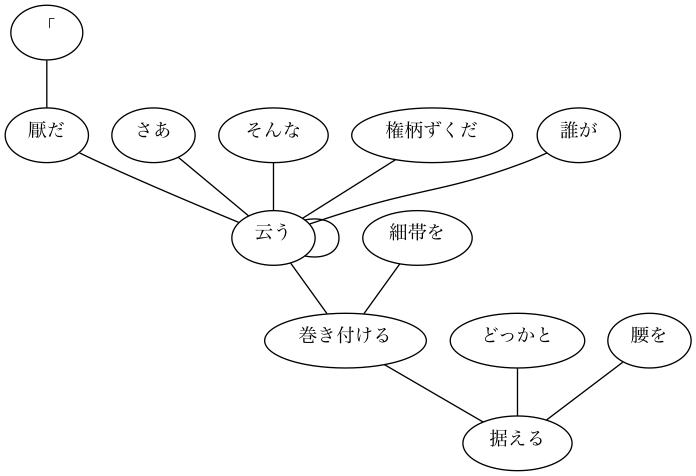 「
厭だ さあ そんな 権柄ずくだ 誰が
云う 細帯を
巻き付ける どっかと 腰を
据える